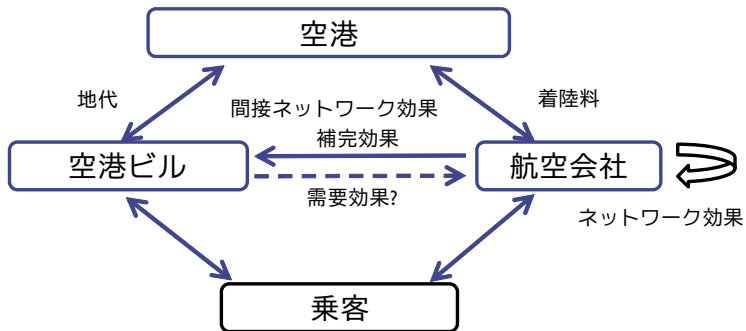 空港
地代
着陸料
間接ネットワーク効果
補完効果
空港ビル
航空会社
需要効果?
ネットワーク効果
乗客